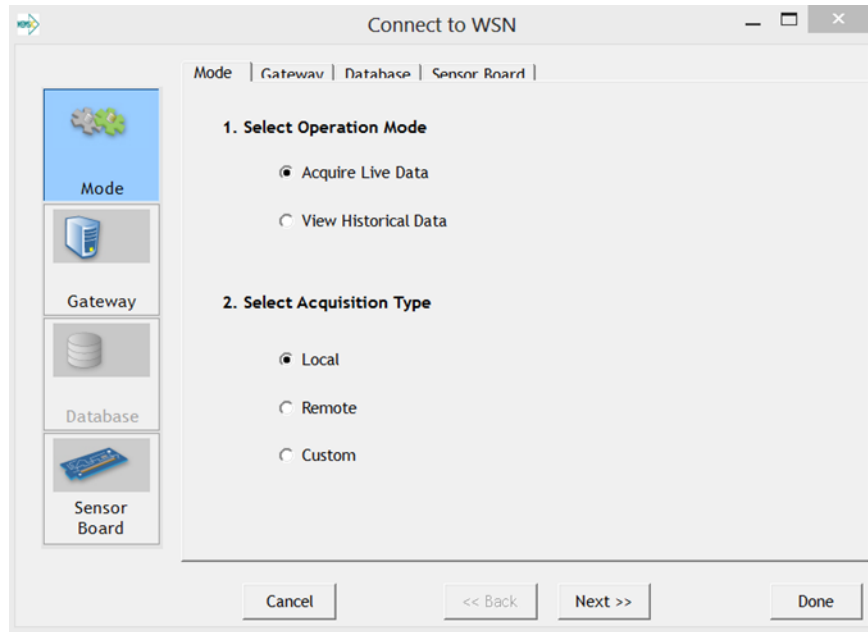 Connect to WSN
Mode Gateway Database Sensor Board
Mode
Gateway
Database
Sensor
Board
1. Select Operation Mode
Acquire Live Data
View Historical Data
2. Select Acquisition Type
Local
Remote
Custom
Cancel << Back Next >> Done